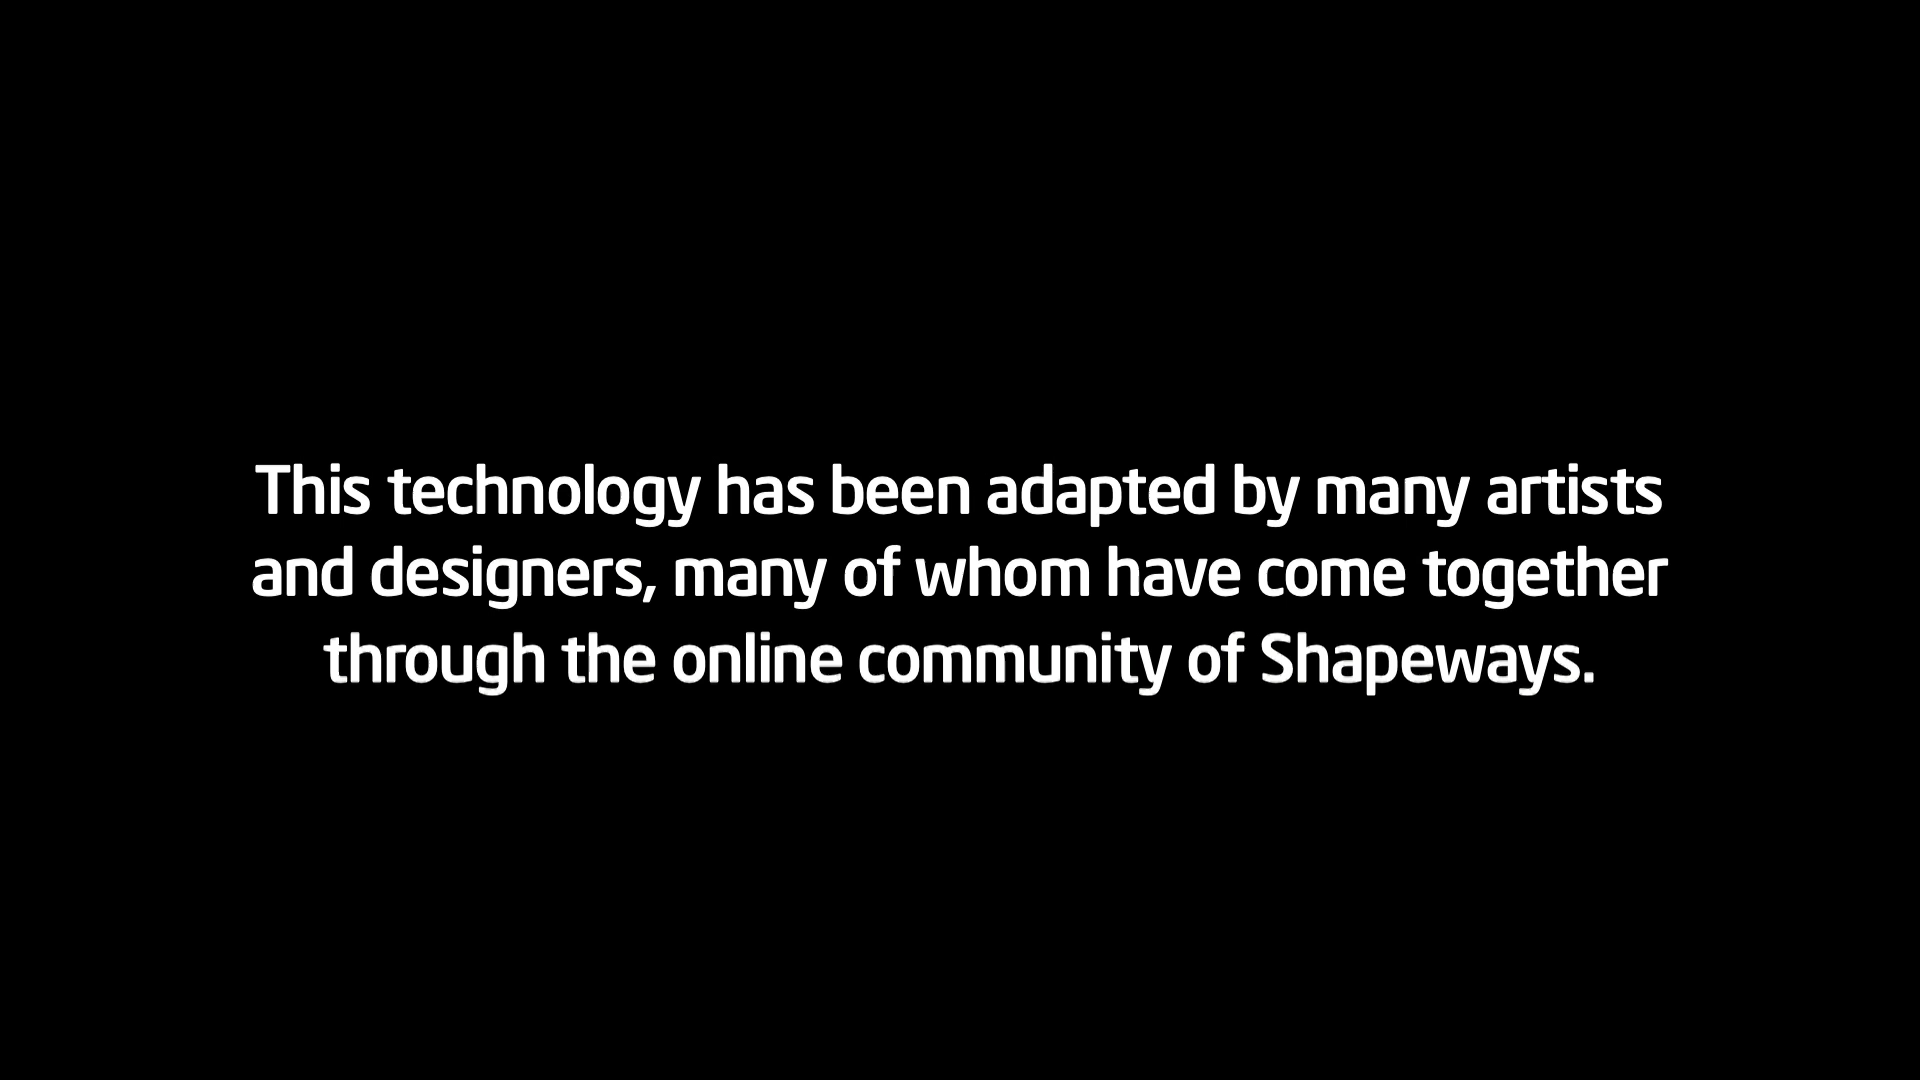 This technology has been adapted by many artists
and designers, many of whom have come together
through the online community of Shapeways.